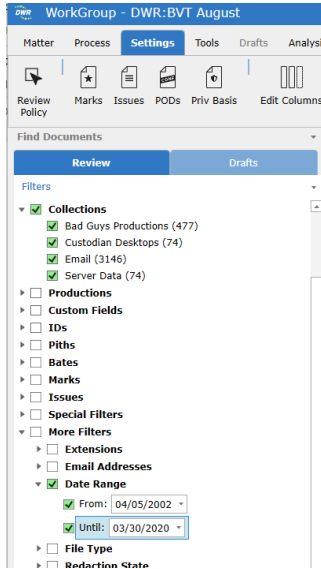 DWR WorkGroup - DWR:BVT August
Matter Process Settings Tools Drafts Analysi
Review Policy Marks Issues PODs Priv Basis Edit Columns
Find Documents
Review Drafts
Filters
Collections
Bad Guys Productions (477)
Custodian Desktops (74)
Email (3146)
Server Data (74)
Productions
Custom Fields
IDs
Piths
Bates
Marks
Issues
Special Filters
More Filters
Extensions
Email Addresses
Date Range
From: 04/05/2002
Until: 03/30/2020
File Type
Redaction State